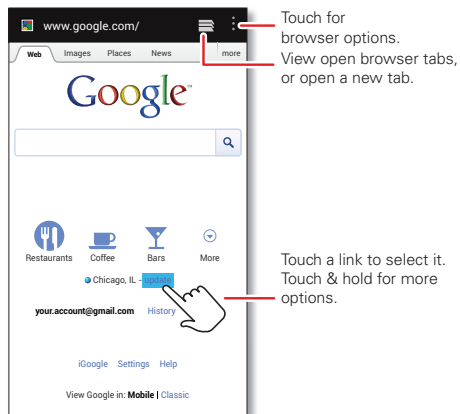 www.google.com/
Touch for
browser options.
View open browser tabs,
or open a new tab.
Web Images Places News more
Google
Restaurants Coffee Bars More
Chicago, IL - update
Touch a link to select it.
Touch & hold for more
options.
your.account@gmail.com History
iGoogle Settings Help
View Google in: Mobile | Classic